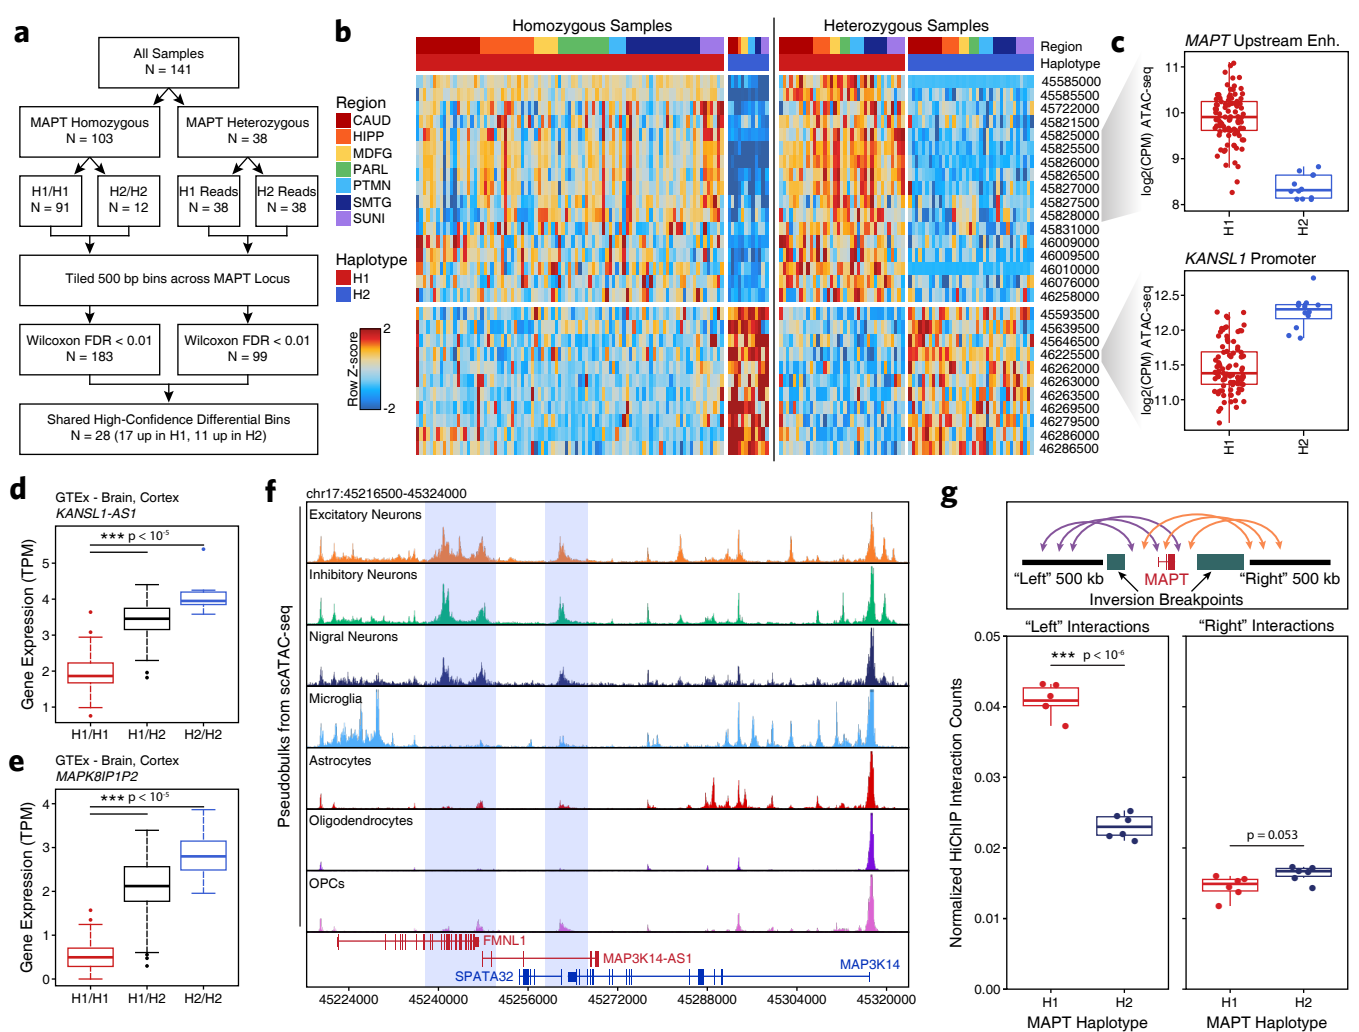 a
All Samples
N = 141
MAPT Homozygous
N = 103
MAPT Heterozygous
N = 38
H1/H1
N = 91
H2/H2
N = 12
H1 Reads
N = 38
H2 Reads
N = 38
Tiled 500 bp bins across MAPT Locus
Wilcoxon FDR < 0.01
N = 183
Wilcoxon FDR < 0.01
N = 99
Shared High-Confidence Differential Bins
N = 28 (17 up in H1, 11 up in H2)
b
Homozygous Samples
Heterozygous Samples
Region
Haplotype
Region
CAUD
HIPP
MDFG
PARL
PTMN
SMTG
SUNI
Haplotype
H1
H2
Row Z-score
2
-2
45585000
45585500
45722000
45821500
45825000
45825500
45826000
45826500
45827000
45827500
45828000
45831000
46009000
46009500
46010000
46076000
46258000
45593500
45639500
45646500
46225500
46262000
46263000
46263500
46269500
46279500
46286000
46286500
c
MAPT Upstream Enh.
log2(CPM) ATAC-seq
11
10
9
8
H1
H2
KANSL1 Promoter
log2(CPM) ATAC-seq
12.5
12.0
11.5
11.0
H1
H2
d
GTEx - Brain, Cortex
KANSL1-AS1
*** p < 10-5
Gene Expression (TPM)
5
4
3
2
1
H1/H1
H1/H2
H2/H2
e
GTEx - Brain, Cortex
MAPK8IP1P2
*** p < 10-5
Gene Expression (TPM)
4
3
2
1
0
H1/H1
H1/H2
H2/H2
f
chr17:45216500-45324000
Pseudobulks from scATAC-seq
Excitatory Neurons
Inhibitory Neurons
Nigral Neurons
Microglia
Astrocytes
Oligodendrocytes
OPCs
FMNL1
MAP3K14-AS1
SPATA32
MAP3K14
45224000
45240000
45256000
45272000
45288000
45304000
45320000
g
"Left" 500 kb
MAPT
"Right" 500 kb
Inversion Breakpoints
"Left" Interactions
"Right" Interactions
Normalized HiChIP Interaction Counts
0.05
0.04
0.03
0.02
0.01
0.00
*** p < 10-6
p = 0.053
H1
H2
H1
H2
MAPT Haplotype
MAPT Haplotype